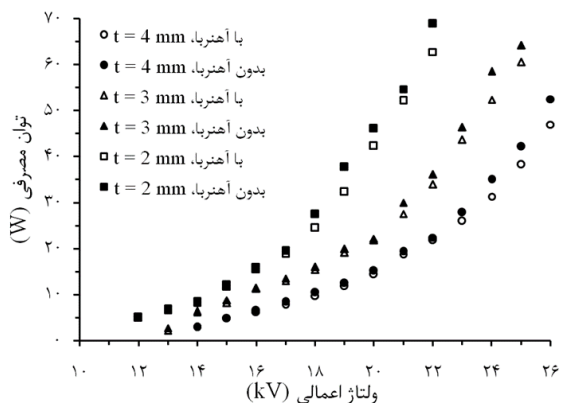 توان مصرفی (W)
۷۰
۶۰
۵۰
۴۰
۳۰
۲۰
۱۰
۰
با آهنربا، t = 4 mm
بدون آهنربا، t = 4 mm
با آهنربا، t = 3 mm
بدون آهنربا، t = 3 mm
با آهنربا، t = 2 mm
بدون آهنربا، t = 2 mm
۱۰ ۱۲ ۱۴ ۱۶ ۱۸ ۲۰ ۲۲ ۲۴ ۲۶
ولتاژ اعمالی (kV)